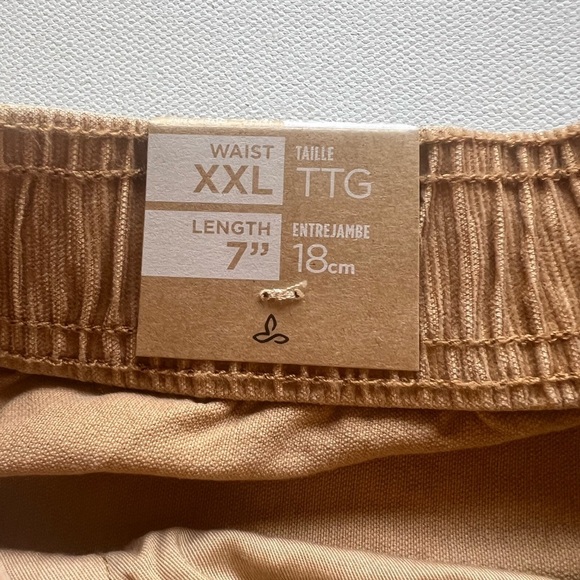 WAIST
XXL
LENGTH
7”
TAILLE
TTG
ENTREJAMBE
18cm